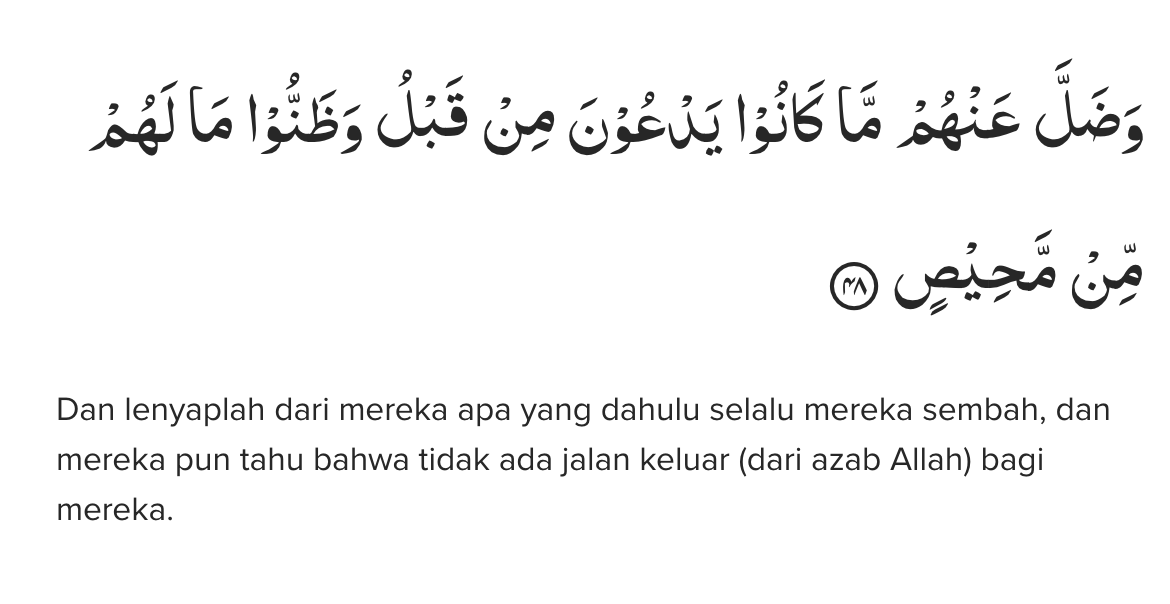 وَضَلَّ عَنْهُمْ مَّا كَانُوْا يَدْعُوْنَ مِنْ قَبْلُ وَظَنُّوْا مَا لَهُمْ
مِّنْ مَّحِيْصٍ ۴۸
Dan lenyaplah dari mereka apa yang dahulu selalu mereka sembah, dan
mereka pun tahu bahwa tidak ada jalan keluar (dari azab Allah) bagi
mereka.